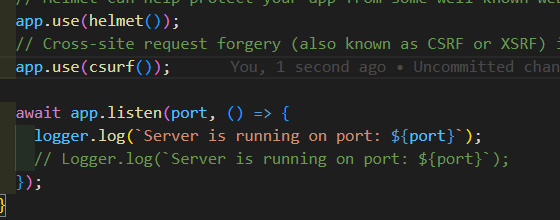 // Helmet can help protect your app from some well-known web
app.use(helmet());
// Cross-site request forgery (also known as CSRF or XSRF) i
app.use(csurf()); You, 1 second ago • Uncommitted chan
await app.listen(port, () => {
logger.log(`Server is running on port: ${port}`);
// Logger.log(`Server is running on port: ${port}`);
});
}